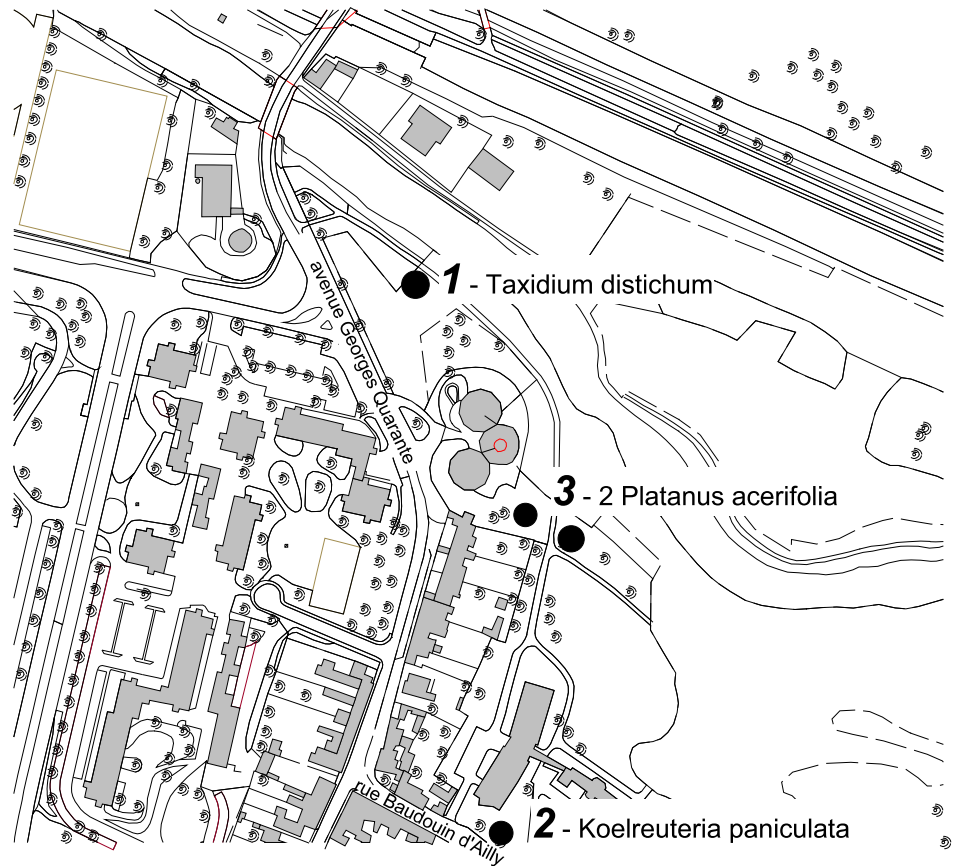 1 - Taxidium distichum
avenue Georges Quarante
3 - 2 Platanus acerifolia
rue Baudouin d'Ailly
2 - Koelreuteria paniculata